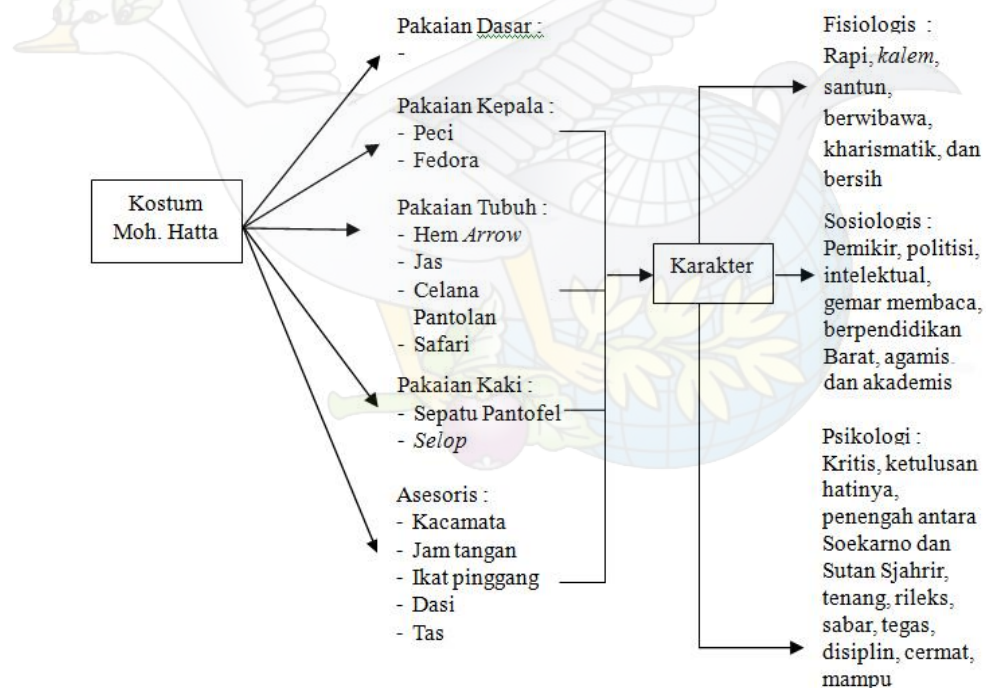 Kostum
Moh. Hatta
Pakaian Dasar :
-
Pakaian Kepala :
- Peci
- Fedora
Pakaian Tubuh :
- Hem Arrow
- Jas
- Celana
Pantolan
- Safari
Pakaian Kaki :
- Sepatu Pantofel
- Selop
Asesoris :
- Kacamata
- Jam tangan
- Ikat pinggang
- Dasi
- Tas
Karakter
Fisiologis :
Rapi, kalem,
santun,
berwibawa,
kharismatik, dan
bersih
Sosiologis :
Pemikir, politisi,
intelektual,
gemar membaca,
berpendidikan
Barat, agamis.
dan akademis
Psikologi :
Kritis, ketulusan
hatinya,
penengah antara
Soekarno dan
Sutan Sjahrir,
tenang, rileks,
sabar, tegas,
disiplin, cermat,
mampu